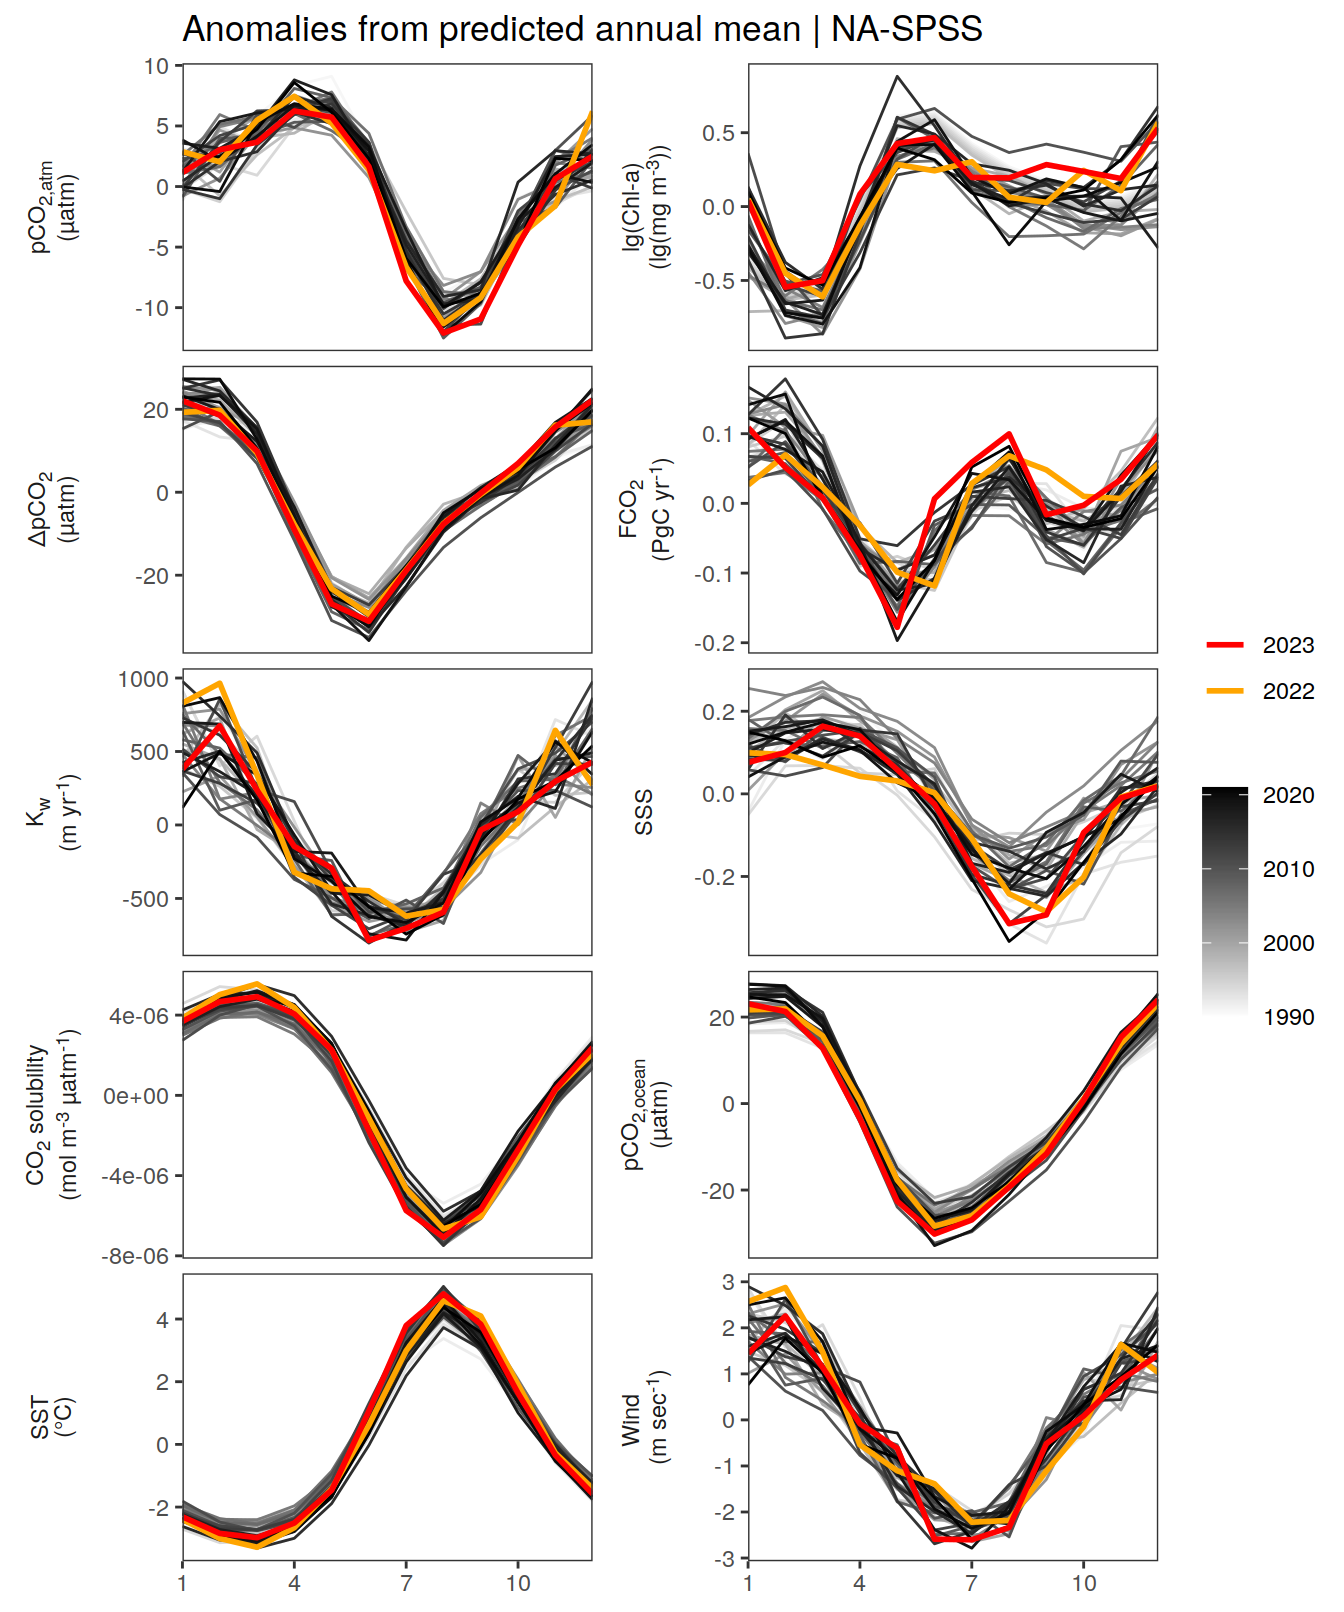 Anomalies from predicted annual mean | NA-SPSS
pCO2,atm
(µatm)
10
5
0
-5
-10
lg(Chl-a)
(lg(mg m-3))
0.5
0.0
-0.5
ΔpCO2
(µatm)
20
0
-20
FCO2
(PgC yr-1)
0.1
0.0
-0.1
-0.2
Kw
(m yr-1)
1000
500
0
-500
SSS
0.2
0.0
-0.2
CO2 solubility
(mol m-3 µatm-1)
4e-06
0e+00
-4e-06
-8e-06
pCO2,ocean
(µatm)
20
0
-20
SST
(°C)
4
2
0
-2
1
4
7
10
Wind
(m sec-1)
3
2
1
0
-1
-2
-3
1
4
7
10
2023
2022
2020
2010
2000
1990